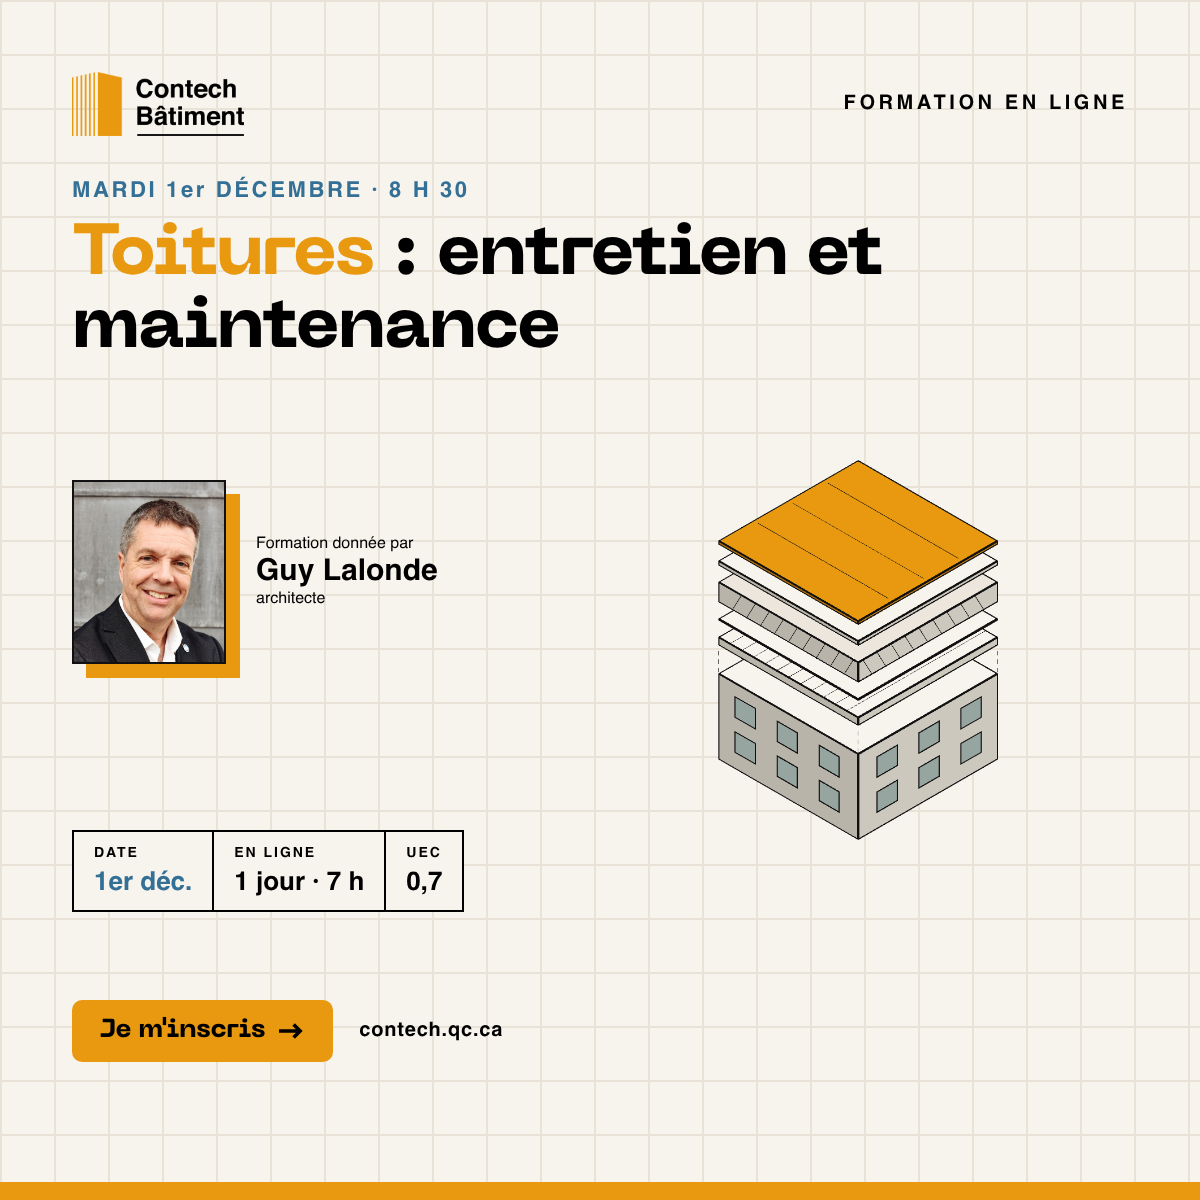 Contech
Bâtiment
FORMATION EN LIGNE
MARDI 1er DÉCEMBRE · 8 H 30
Toitures : entretien et
maintenance
Formation donnée par
Guy Lalonde
architecte
DATE
1er déc.
EN LIGNE
1 jour · 7 h
UEC
0,7
Je m'inscris →
contech.qc.ca